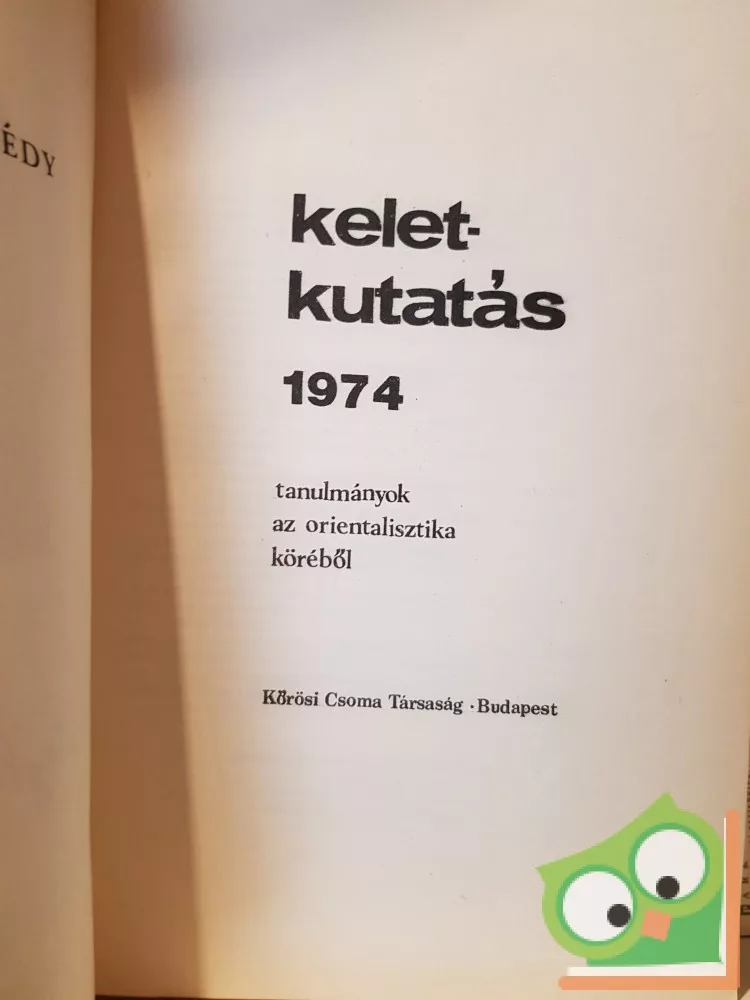 ÉDY
kelet-
kutatás
1974
tanulmányok
az orientalisztika
köréből
Kőrösi Csoma Társaság · Budapest